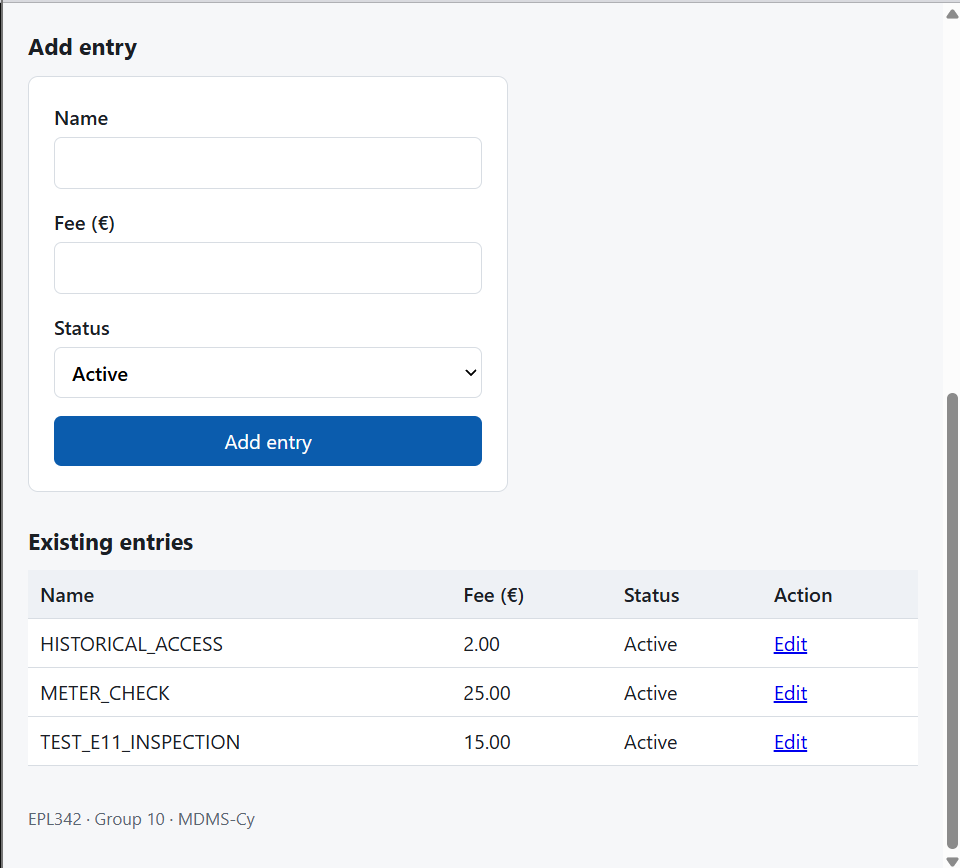 Add entry
Name
Fee (€)
Status
Active
Add entry
Existing entries
Name Fee (€) Status Action
HISTORICAL_ACCESS 2.00 Active Edit
METER_CHECK 25.00 Active Edit
TEST_E11_INSPECTION 15.00 Active Edit
EPL342 · Group 10 · MDMS-Cy